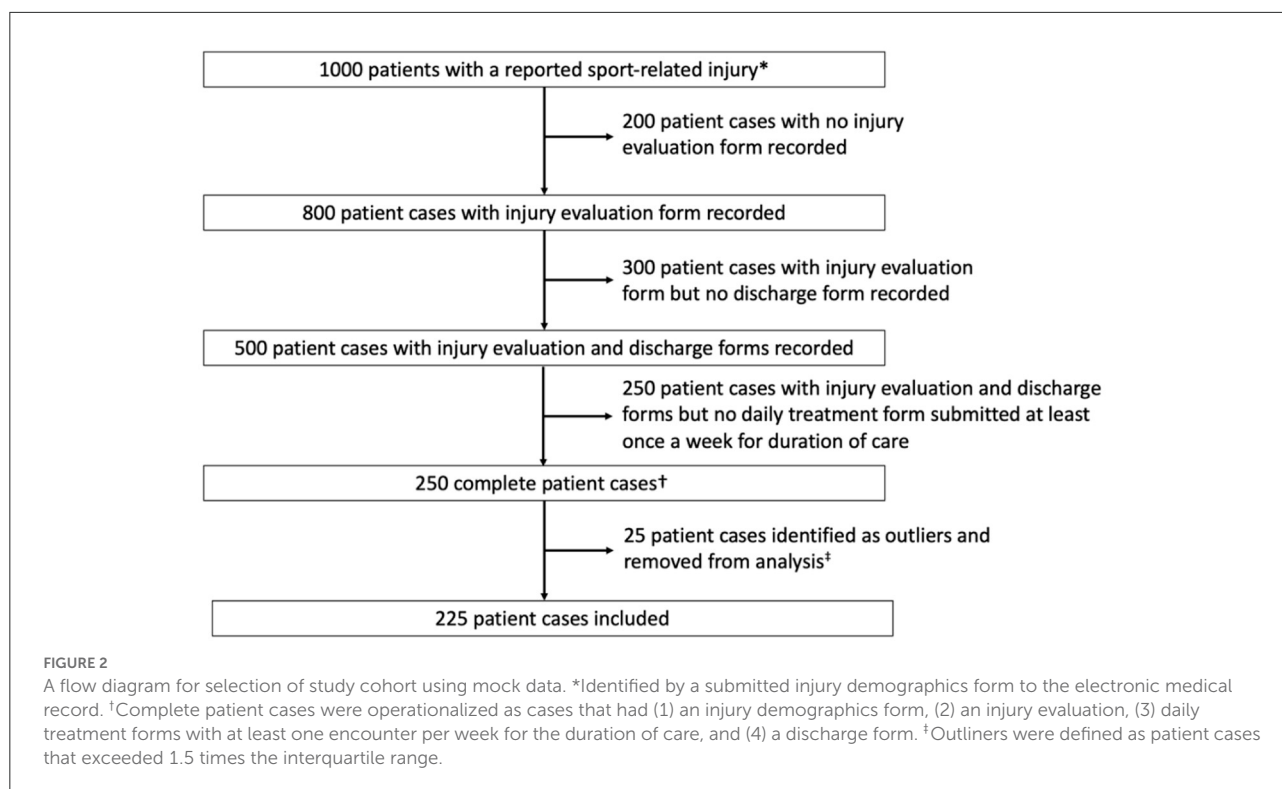 1000 patients with a reported sport-related injury*
200 patient cases with no injury
evaluation form recorded
800 patient cases with injury evaluation form recorded
300 patient cases with injury evaluation
form but no discharge form recorded
500 patient cases with injury evaluation and discharge forms recorded
250 patient cases with injury evaluation and discharge
forms but no daily treatment form submitted at least
once a week for duration of care
250 complete patient cases†
25 patient cases identified as outliers and
removed from analysis‡
225 patient cases included
FIGURE 2
A flow diagram for selection of study cohort using mock data. *Identified by a submitted injury demographics form to the electronic medical
record. †Complete patient cases were operationalized as cases that had (1) an injury demographics form, (2) an injury evaluation, (3) daily
treatment forms with at least one encounter per week for the duration of care, and (4) a discharge form. ‡Outliners were defined as patient cases
that exceeded 1.5 times the interquartile range.